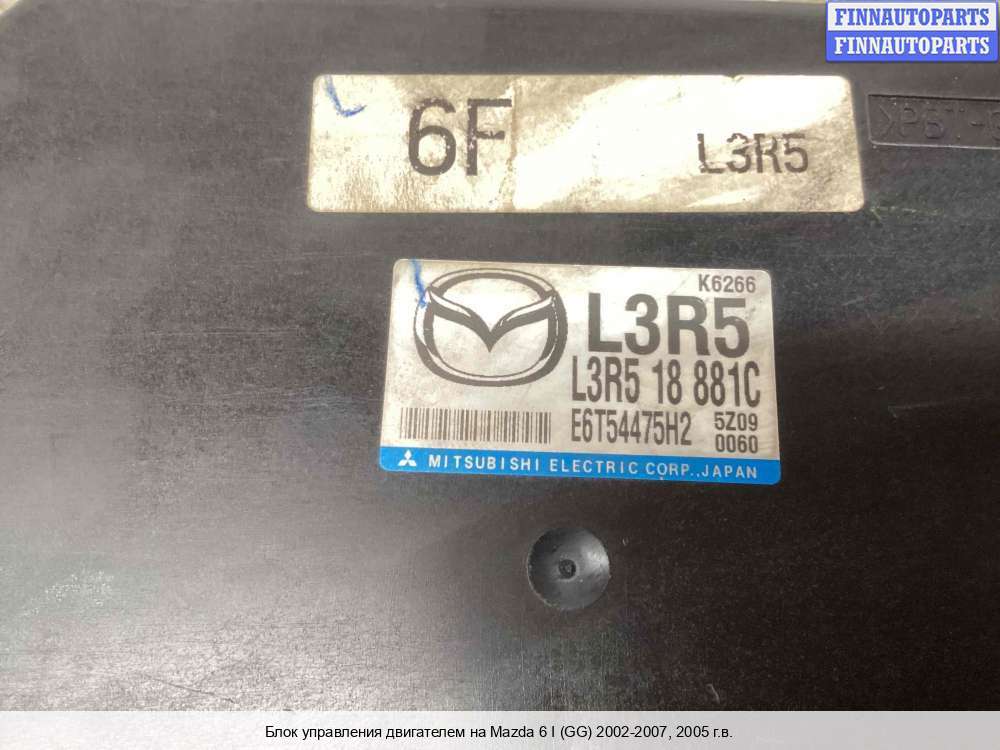 FINNAUTOPARTS
FINNAUTOPARTS
6F
L3R5
K6266
L3R5
L3R5 18 881C
E6T54475H2
5Z09
0060
MITSUBISHI ELECTRIC CORP., JAPAN
Блок управления двигателем на Mazda 6 I (GG) 2002-2007, 2005 г.в.